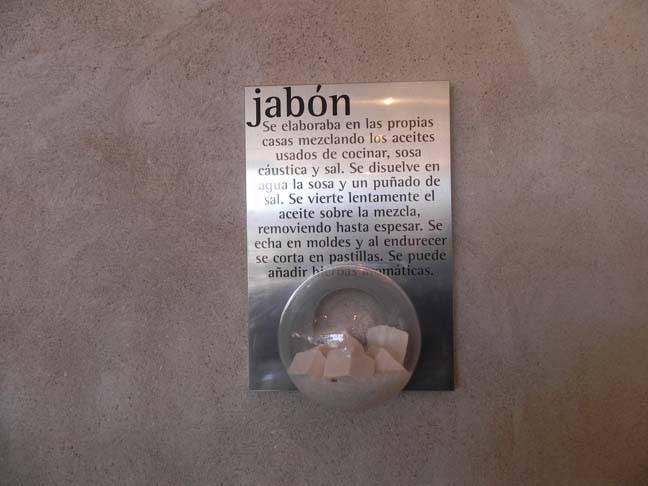 jabón
Se elaboraba en las propias
casas mezclando los aceites
usados de cocinar, sosa
cáustica y sal. Se disuelve en
agua la sosa y un puñado de
sal. Se vierte lentamente el
aceite sobre la mezcla,
removiendo hasta espesar. Se
echa en moldes y al endurecer
se corta en pastillas. Se puede
añadir hierbas aromáticas.